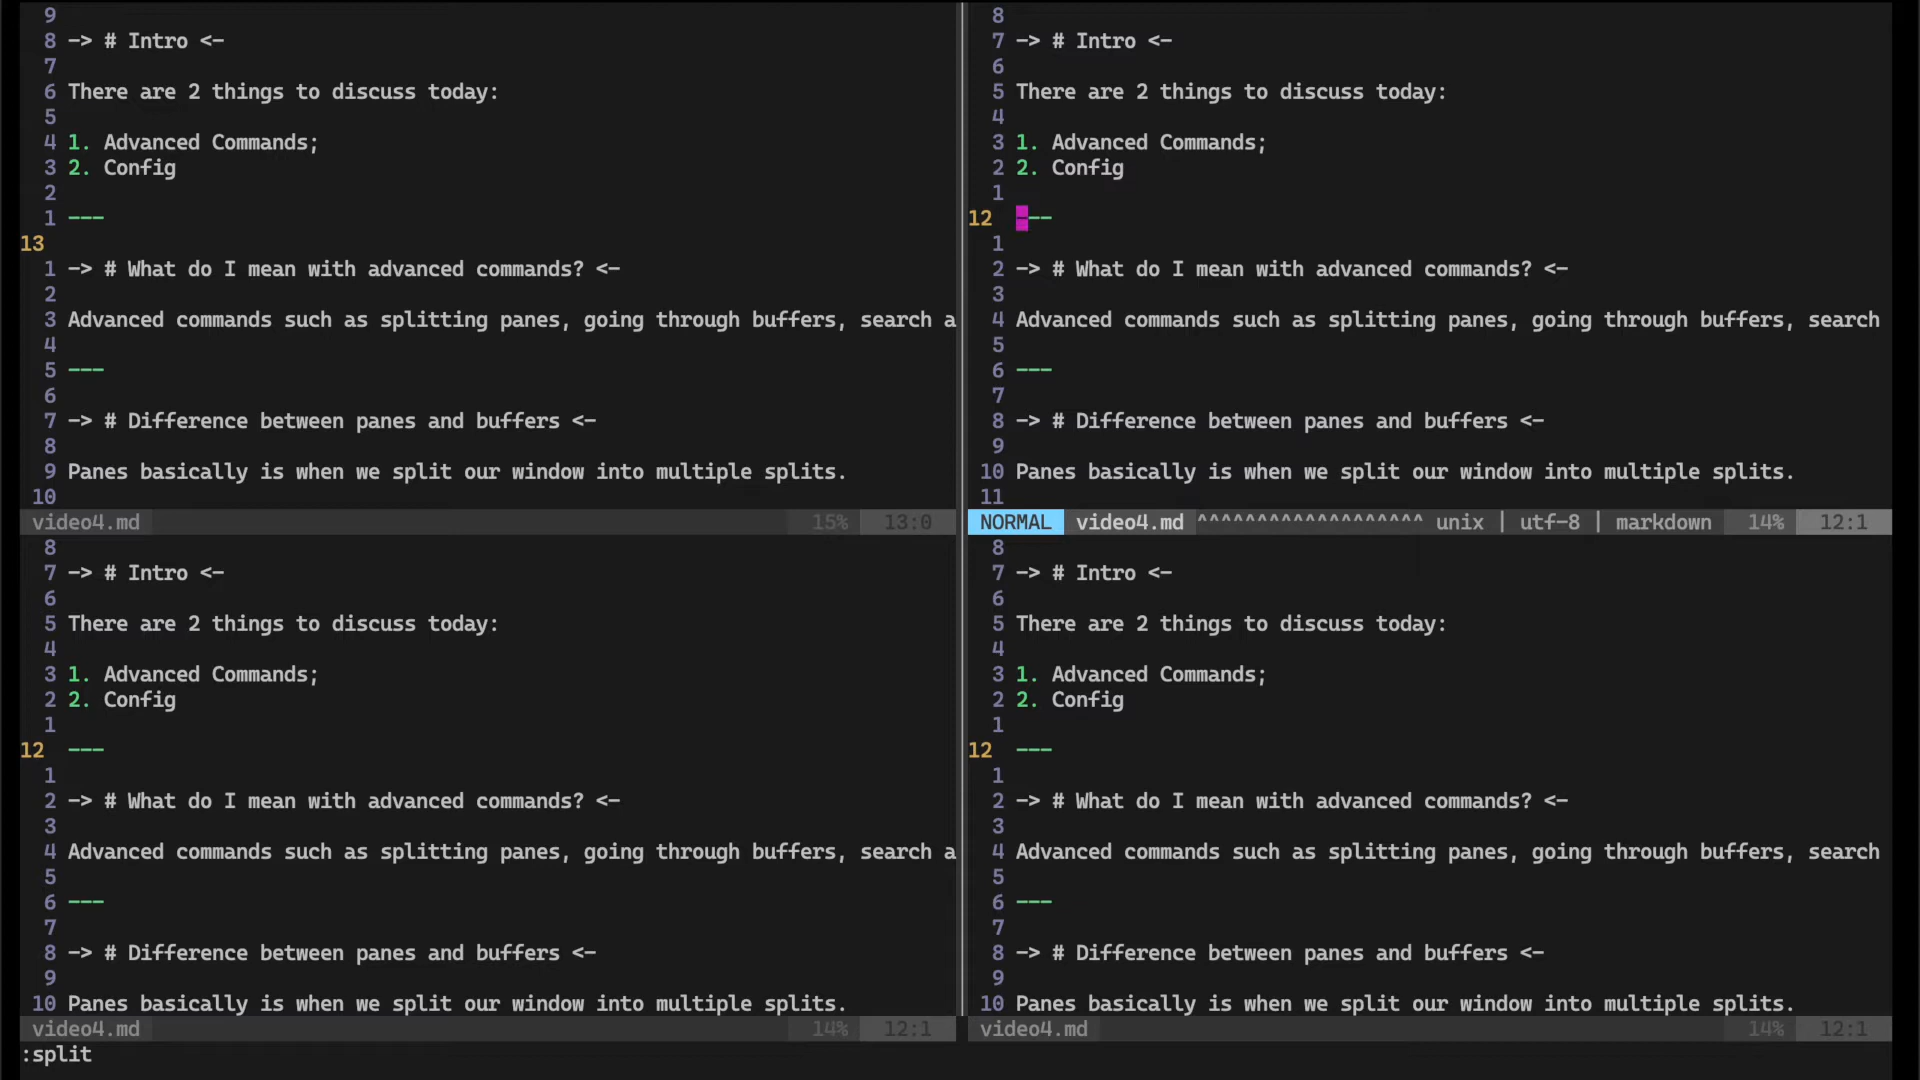 9
8 -> # Intro <-
7
6 There are 2 things to discuss today:
5
4 1. Advanced Commands;
3 2. Config
2
1 ---
13
1 -> # What do I mean with advanced commands? <-
2
3 Advanced commands such as splitting panes, going through buffers, search a
4
5 ---
6
7 -> # Difference between panes and buffers <-
8
9 Panes basically is when we split our window into multiple splits.
10
video4.md 15% 13:0
8
7 -> # Intro <-
6
5 There are 2 things to discuss today:
4
3 1. Advanced Commands;
2 2. Config
1
12 ---
1
2 -> # What do I mean with advanced commands? <-
3
4 Advanced commands such as splitting panes, going through buffers, search
5
6 ---
7
8 -> # Difference between panes and buffers <-
9
10 Panes basically is when we split our window into multiple splits.
11
NORMAL video4.md ^^^^^^^^^^^^^^^^^^^ unix | utf-8 | markdown 14% 12:1
8
7 -> # Intro <-
6
5 There are 2 things to discuss today:
4
3 1. Advanced Commands;
2 2. Config
1
12 ---
1
2 -> # What do I mean with advanced commands? <-
3
4 Advanced commands such as splitting panes, going through buffers, search a
5
6 ---
7
8 -> # Difference between panes and buffers <-
9
10 Panes basically is when we split our window into multiple splits.
video4.md 14% 12:1
8
7 -> # Intro <-
6
5 There are 2 things to discuss today:
4
3 1. Advanced Commands;
2 2. Config
1
12 ---
1
2 -> # What do I mean with advanced commands? <-
3
4 Advanced commands such as splitting panes, going through buffers, search
5
6 ---
7
8 -> # Difference between panes and buffers <-
9
10 Panes basically is when we split our window into multiple splits.
video4.md 14% 12:1
:split